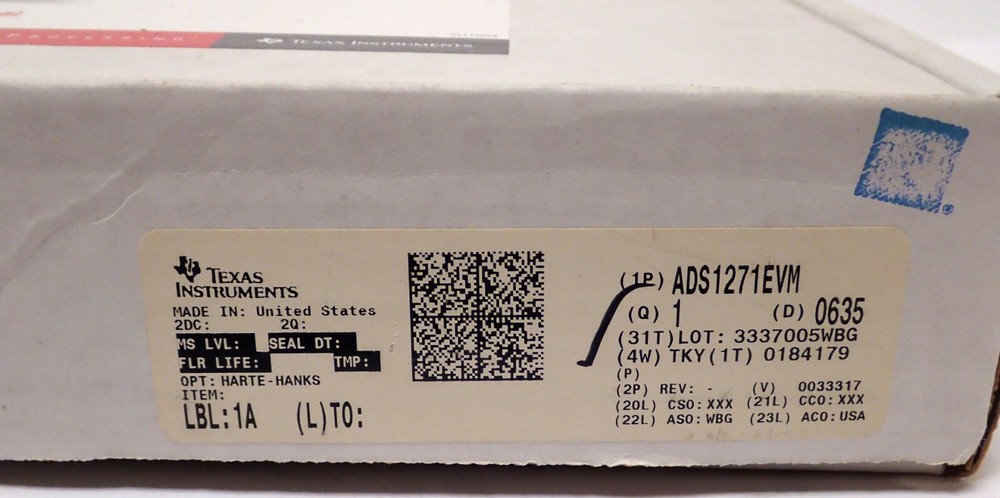 PROCESSING
TEXAS INSTRUMENTS
TEXAS
INSTRUMENTS
MADE IN: United States
2DC: 2Q:
MS LVL: SEAL DT:
FLR LIFE: TMP:
OPT: HARTE-HANKS
ITEM:
LBL:1A (L)TO:
(1P) ADS1271EVM
(Q) 1 (D) 0635
(31T)LOT: 3337005WBG
(4W) TKY(1T) 0184179
(P)
(2P) REV: - (V) 0033317
(20L) CSO:XXX (21L) CCO:XXX
(22L) ASO:WBG (23L) ACO:USA
®